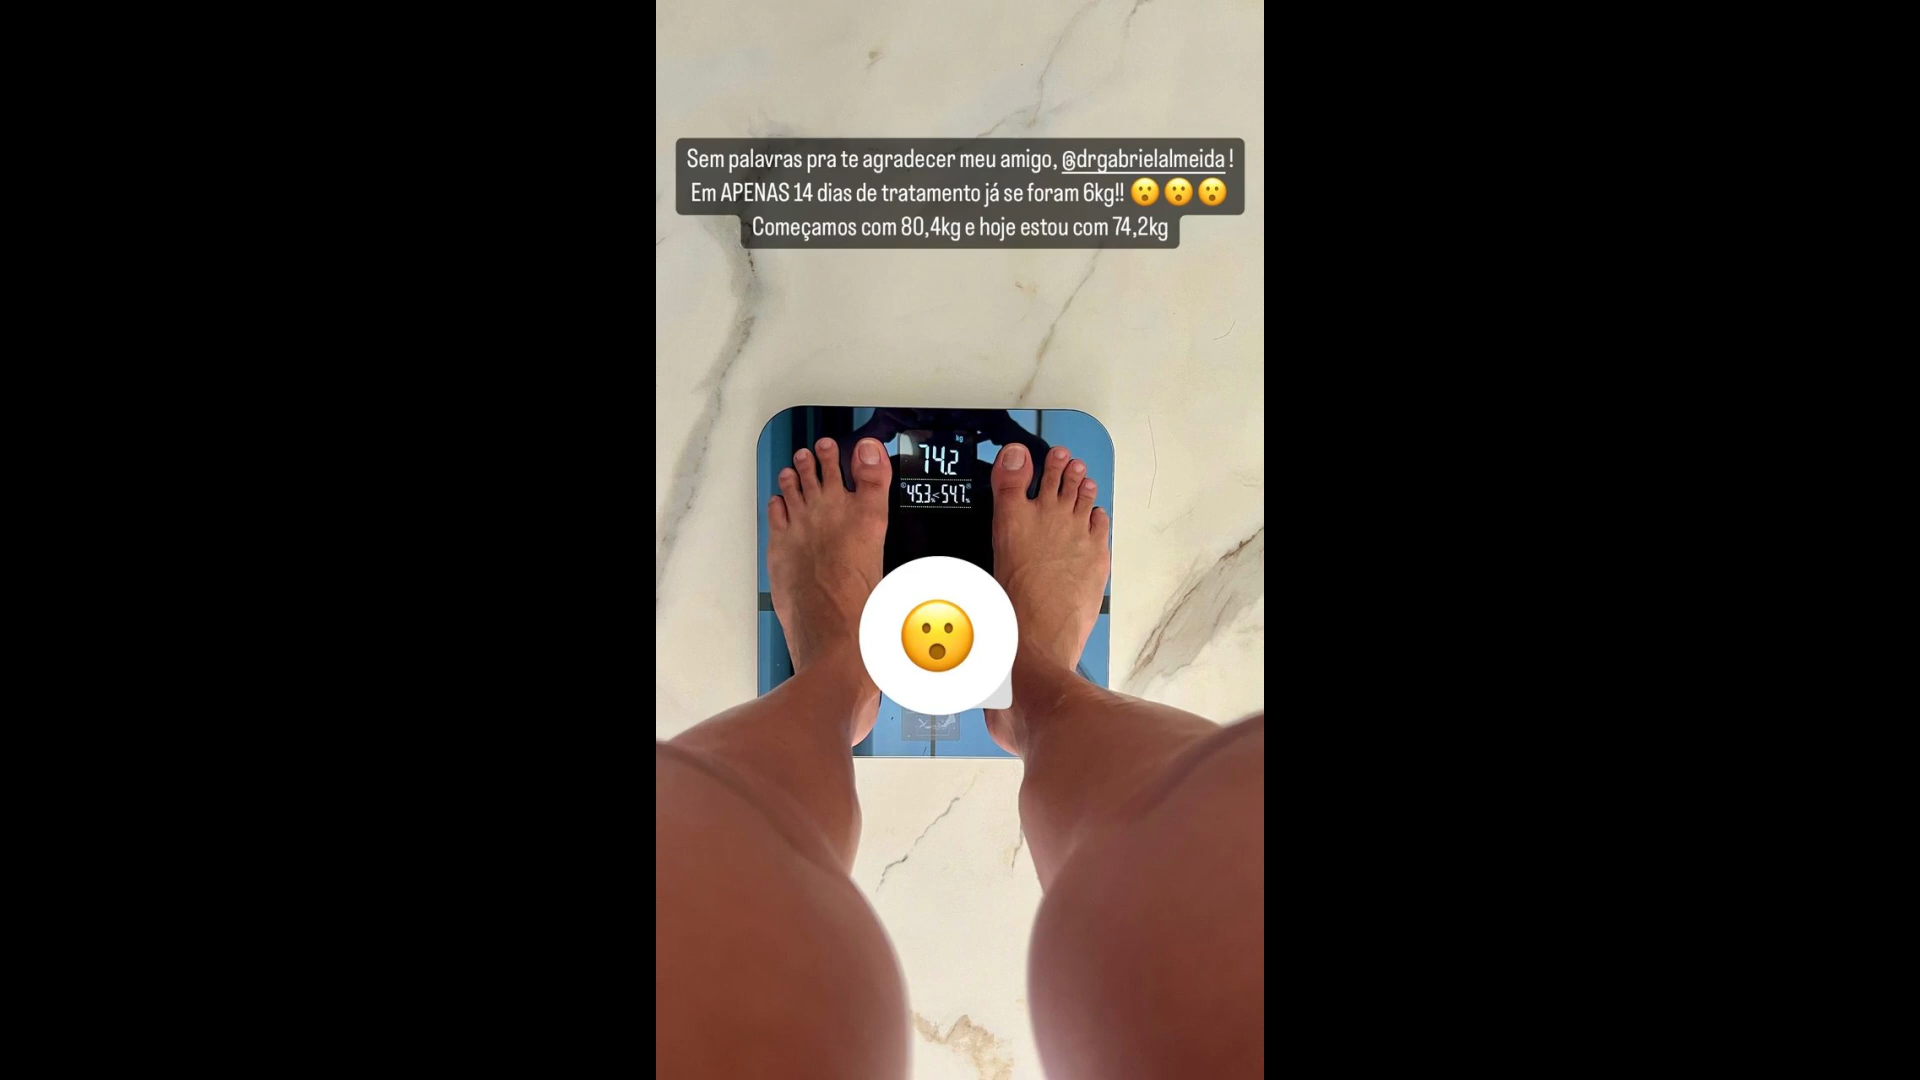 Sem palavras pra te agradecer meu amigo, @drgabrielalmeida !
Em APENAS 14 dias de tratamento já se foram 6kg!! 😮😮😮
Começamos com 80,4kg e hoje estou com 74,2kg
kg
74.2
45.3% < 54.7%